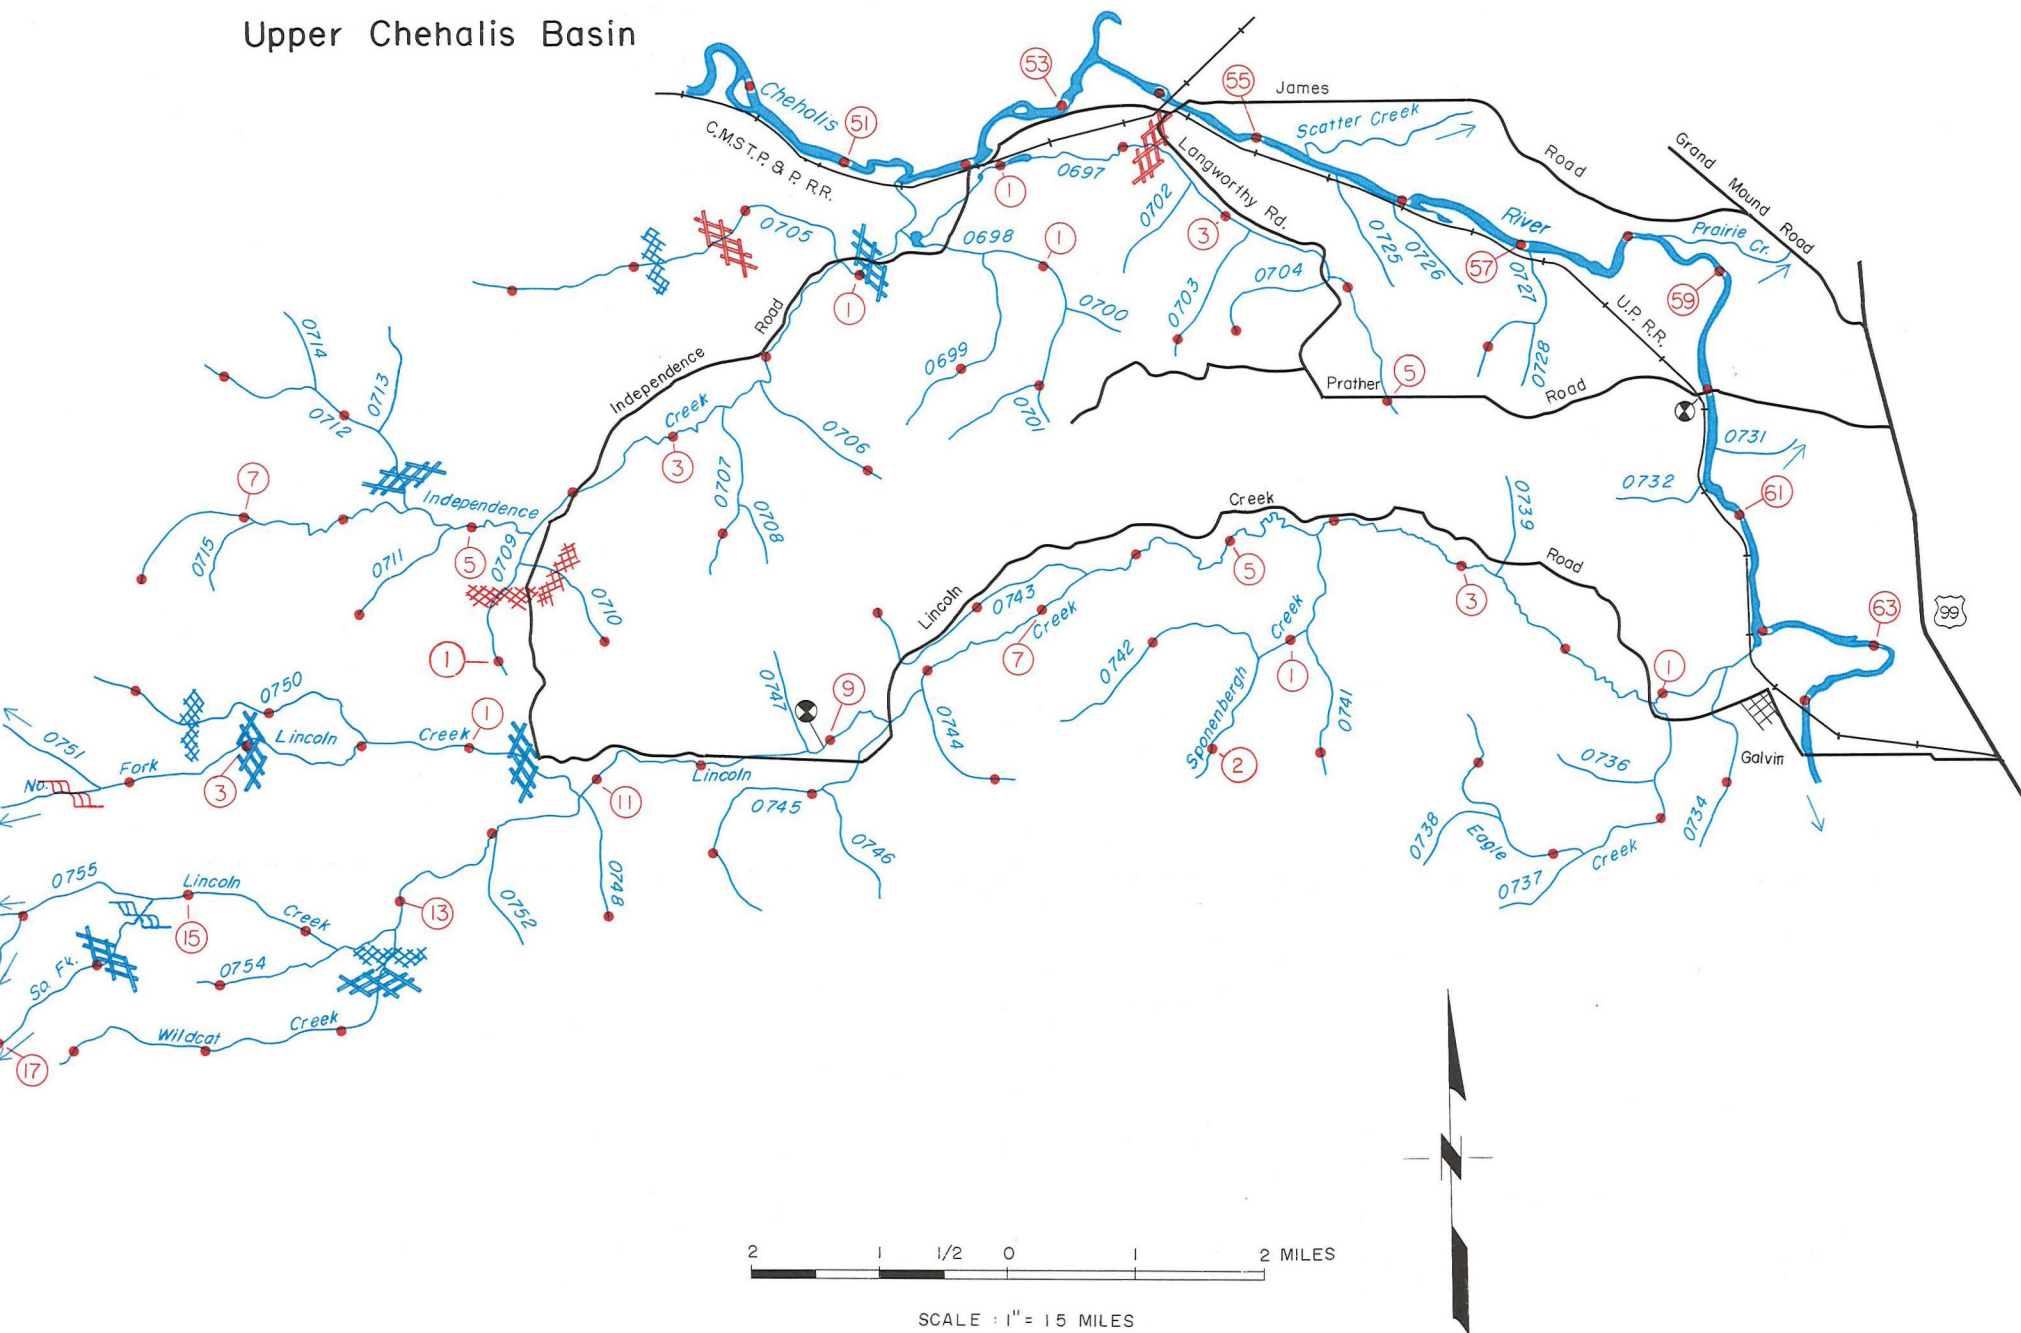 Upper Chehalis Basin
53
55
James
Chehalis
51
Scatter Creek
C.M.S T.P. & P. R.R.
Langworthy Rd.
Road
Grand Mound Road
0697
1
0702
0705
0698
1
3
0725
0726
River
Prairie Cr.
57
0727
59
0704
0703
U.P. R.R.
1
0700
0714
Road
0699
0728
Independence
0713
Prather
5
Road
0712
Creek
0701
0706
0731
3
7
0707
0732
61
Independence
Creek
0739
0708
0715
0711
5
0709
5
Road
0710
0743
3
Lincoln
Creek
Creek
63
99
1
7
0742
1
1
0750
0747
9
Sponenbergh
0741
1
0744
0751
Lincoln
Creek
2
Galvin
Fork
No.
3
Lincoln
0736
11
0745
0734
0738
Eagle
Creek
0746
0737
0755
Lincoln
0748
0752
Creek
13
15
So. Fk.
0754
Wildcat
Creek
17
N
2 1 1/2 0 1 2 MILES
SCALE : 1" = 15 MILES